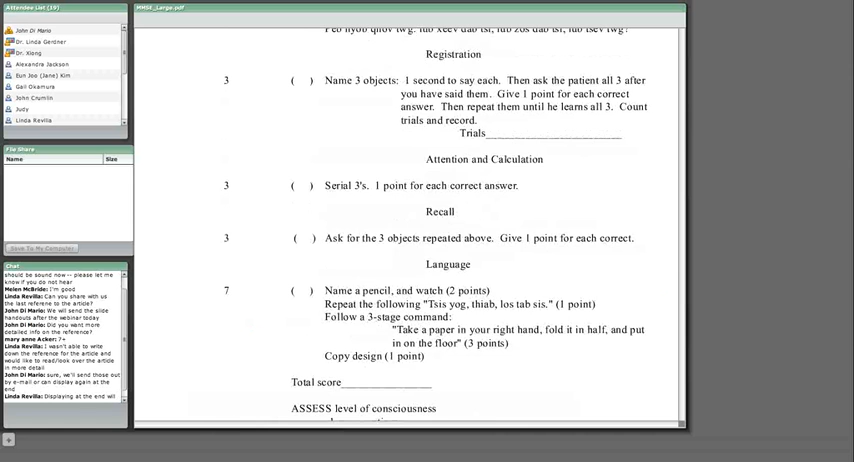 Attendee List (19)
John Di Mario
Dr. Linda Gerdner
Dr. Xiong
Alexandra Jackson
Eun Joo (Jane) Kim
Gail Okamura
John Crumlin
Judy
Linda Revilla
File Share
Name Size
Save To My Computer
Chat
should be sound now -- please let me
know if you do not hear
Melen McBride: I'm good
Linda Revilla: Can you share with us
the last referene to the article?
John Di Mario: We will send the slide
handouts after the webinar today
John Di Mario: Did you want more
detailed info on the reference?
mary anne Acker: 7+
Linda Revilla: I wasn't able to write
down the reference for the article and
would like to read/look over the article
in more detail
John Di Mario: sure, we'll send those out
by e-mail or can display again at the
end
Linda Revilla: Displaying at the end will
MMSE_Large.pdf
Registration
3 ( ) Name 3 objects: 1 second to say each. Then ask the patient all 3 after
you have said them. Give 1 point for each correct
answer. Then repeat them until he learns all 3. Count
trials and record.
Trials____________________
Attention and Calculation
3 ( ) Serial 3's. 1 point for each correct answer.
Recall
3 ( ) Ask for the 3 objects repeated above. Give 1 point for each correct.
Language
7 ( ) Name a pencil, and watch (2 points)
Repeat the following "Tsis yog, thiab, los tab sis." (1 point)
Follow a 3-stage command:
"Take a paper in your right hand, fold it in half, and put
in on the floor" (3 points)
Copy design (1 point)
Total score_____________
ASSESS level of consciousness